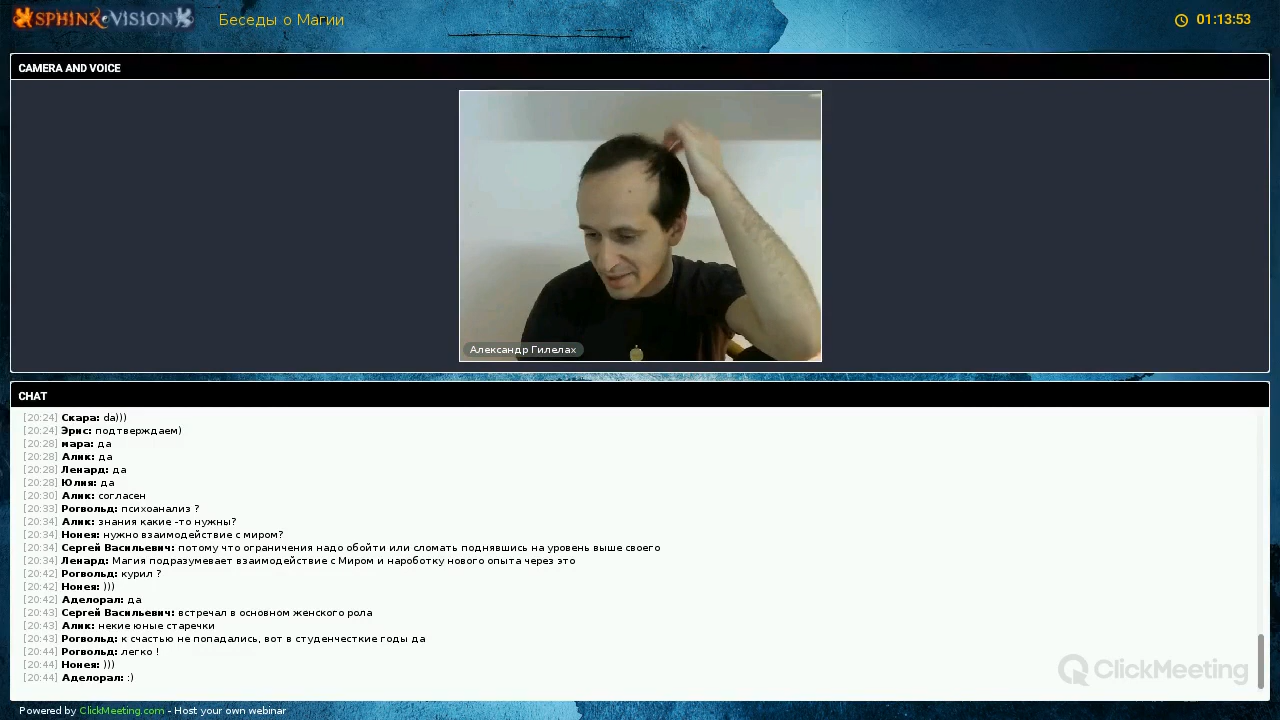 SPHINX VISION Беседы о Магии 01:13:53
CAMERA AND VOICE
Александр Гилелах
CHAT
[20:24] Скара: da)))
[20:24] Эрис: подтверждаем)
[20:28] мара: да
[20:28] Алик: да
[20:28] Ленард: да
[20:28] Юлия: да
[20:30] Алик: согласен
[20:33] Рогвольд: психоанализ ?
[20:34] Алик: знания какие -то нужны?
[20:34] Нонея: нужно взаимодействие с миром?
[20:34] Сергей Васильевич: потому что ограничения надо обойти или сломать поднявшись на уровень выше своего
[20:34] Ленард: Магия подразумевает взаимодействие с Миром и нароботку нового опыта через это
[20:42] Рогвольд: курил ?
[20:42] Нонея: )))
[20:42] Аделорал: да
[20:43] Сергей Васильевич: встречал в основном женского рола
[20:43] Алик: некие юные старечки
[20:43] Рогвольд: к счастью не попадались, вот в студенчесткие годы да
[20:44] Рогвольд: легко !
[20:44] Нонея: )))
[20:44] Аделорал: :)
ClickMeeting
Powered by ClickMeeting.com - Host your own webinar